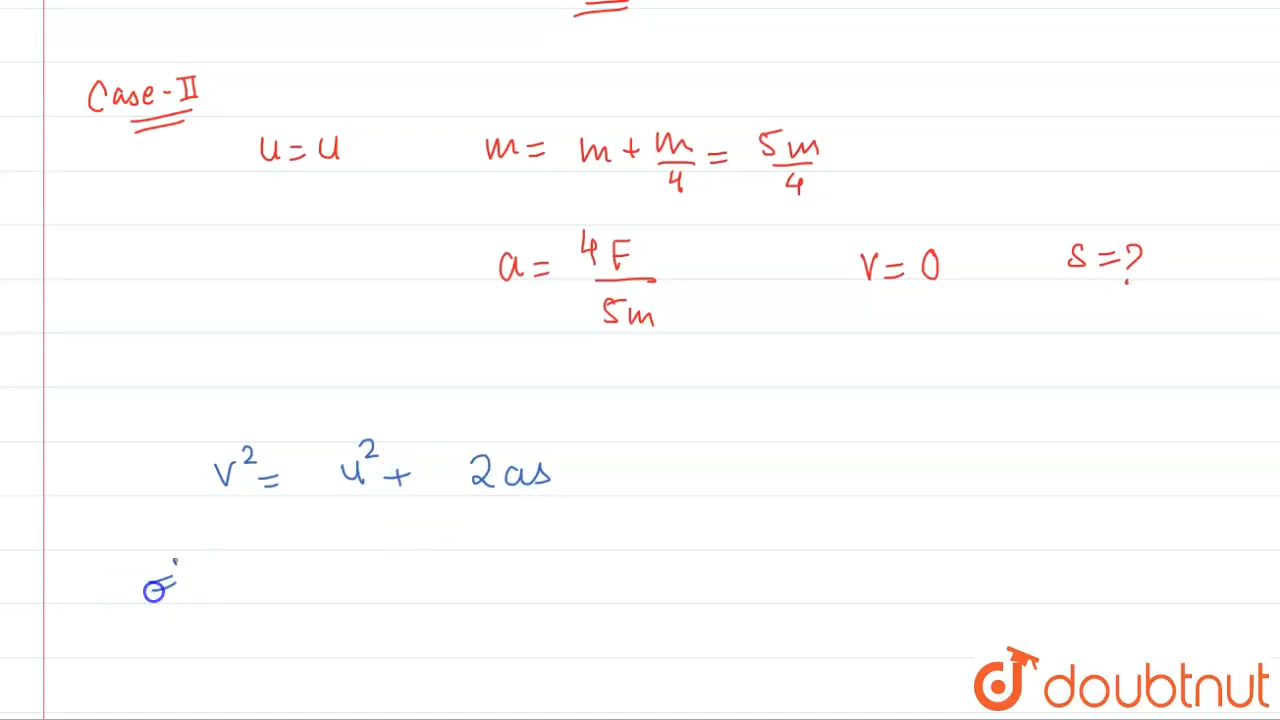 Case-II
u = u m = m + m/4 = 5m/4
a = 4F/5m v = 0 s = ?
v² = u² + 2as
=
doubtnut